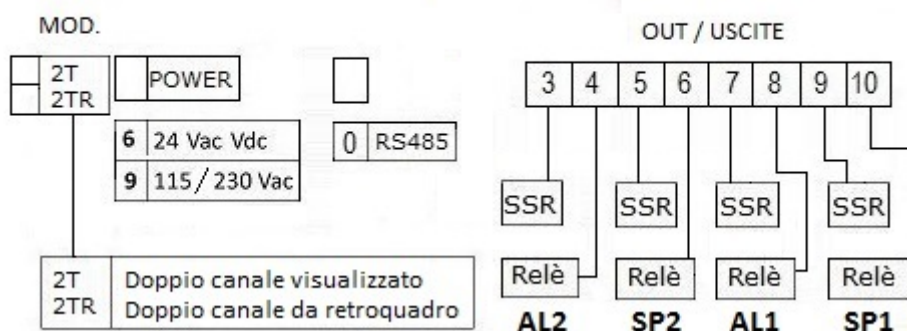 MOD.
OUT / USCITE
2T
2TR
POWER
3 4 5 6 7 8 9 10
6 24 Vac Vdc
9 115/230 Vac
0 RS485
SSR SSR SSR SSR
Relè Relè Relè Relè
AL2 SP2 AL1 SP1
2T Doppio canale visualizzato
2TR Doppio canale da retroquadro